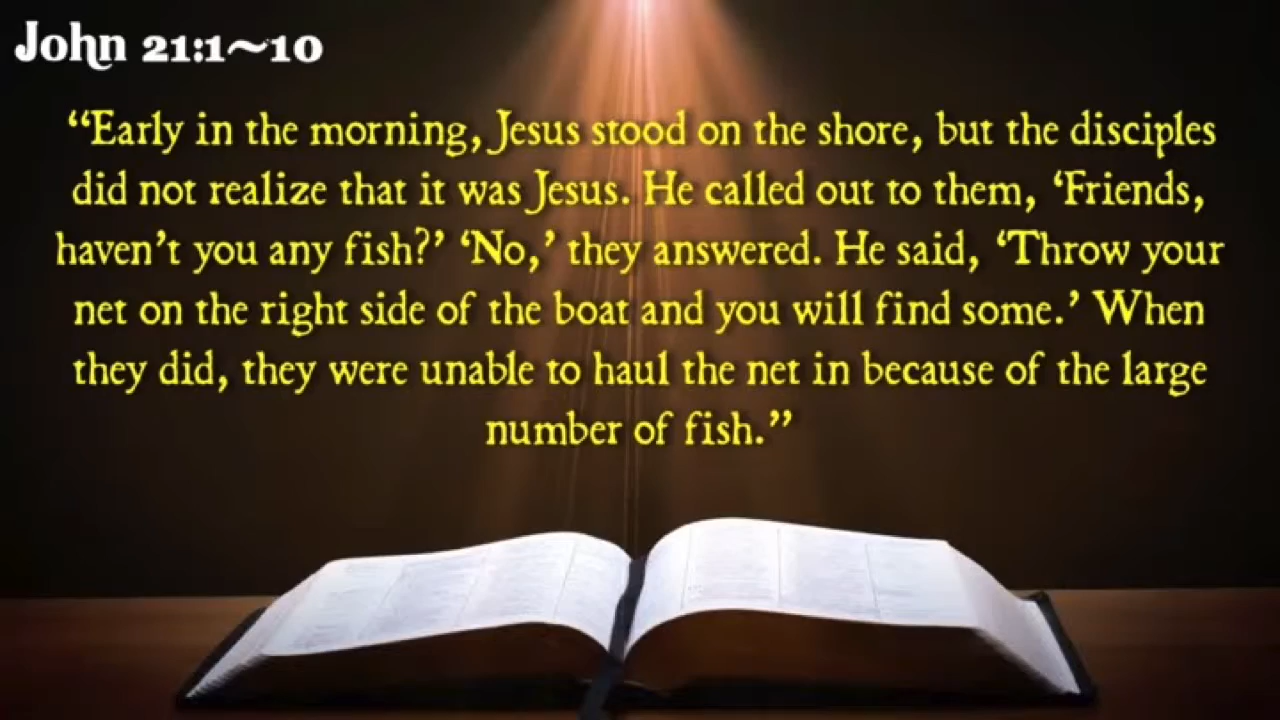 John 21:1~10
“Early in the morning, Jesus stood on the shore, but the disciples
did not realize that it was Jesus. He called out to them, ‘Friends,
haven’t you any fish?’ ‘No,’ they answered. He said, ‘Throw your
net on the right side of the boat and you will find some.’ When
they did, they were unable to haul the net in because of the large
number of fish.”